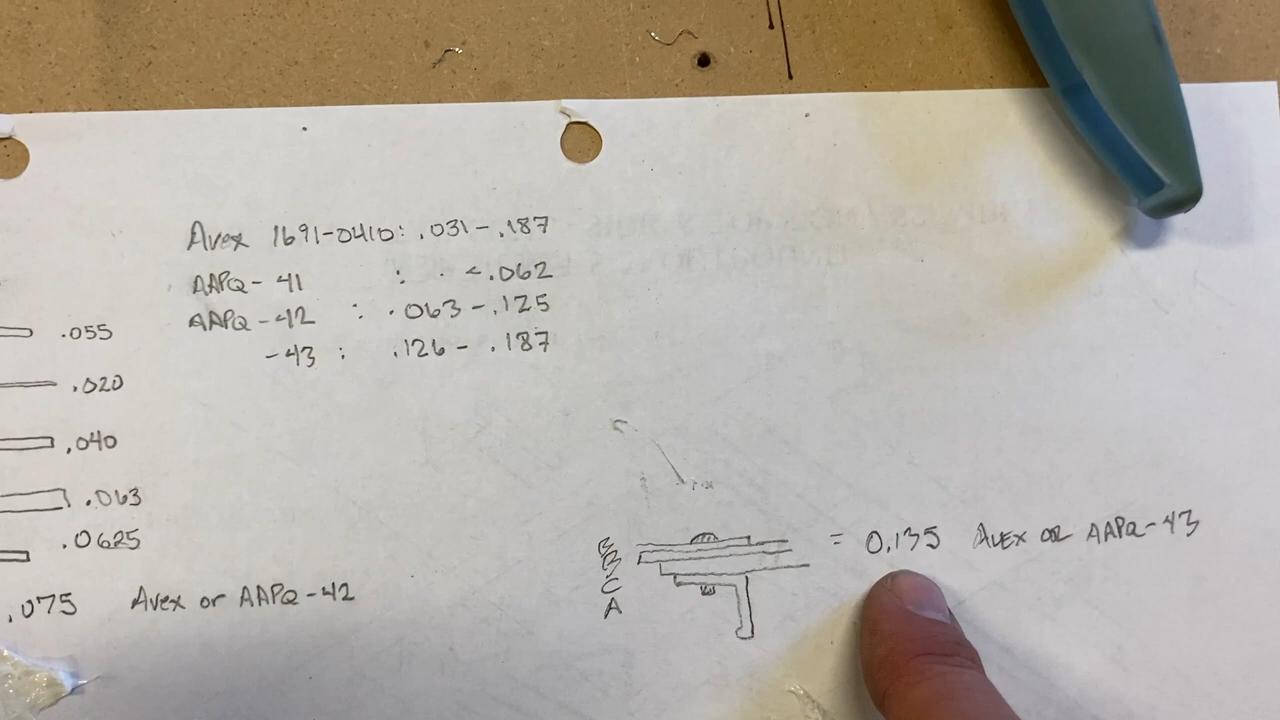 Avex 1691-0410: .031-.187
AAPQ-41 : < .062
AAPQ-42 : .063-.125
-43 : .126-.187
.055
.020
.040
.063
.0625
.075 Avex or AAPQ-42
B
C
A
= 0.135 Avex or AAPQ-43